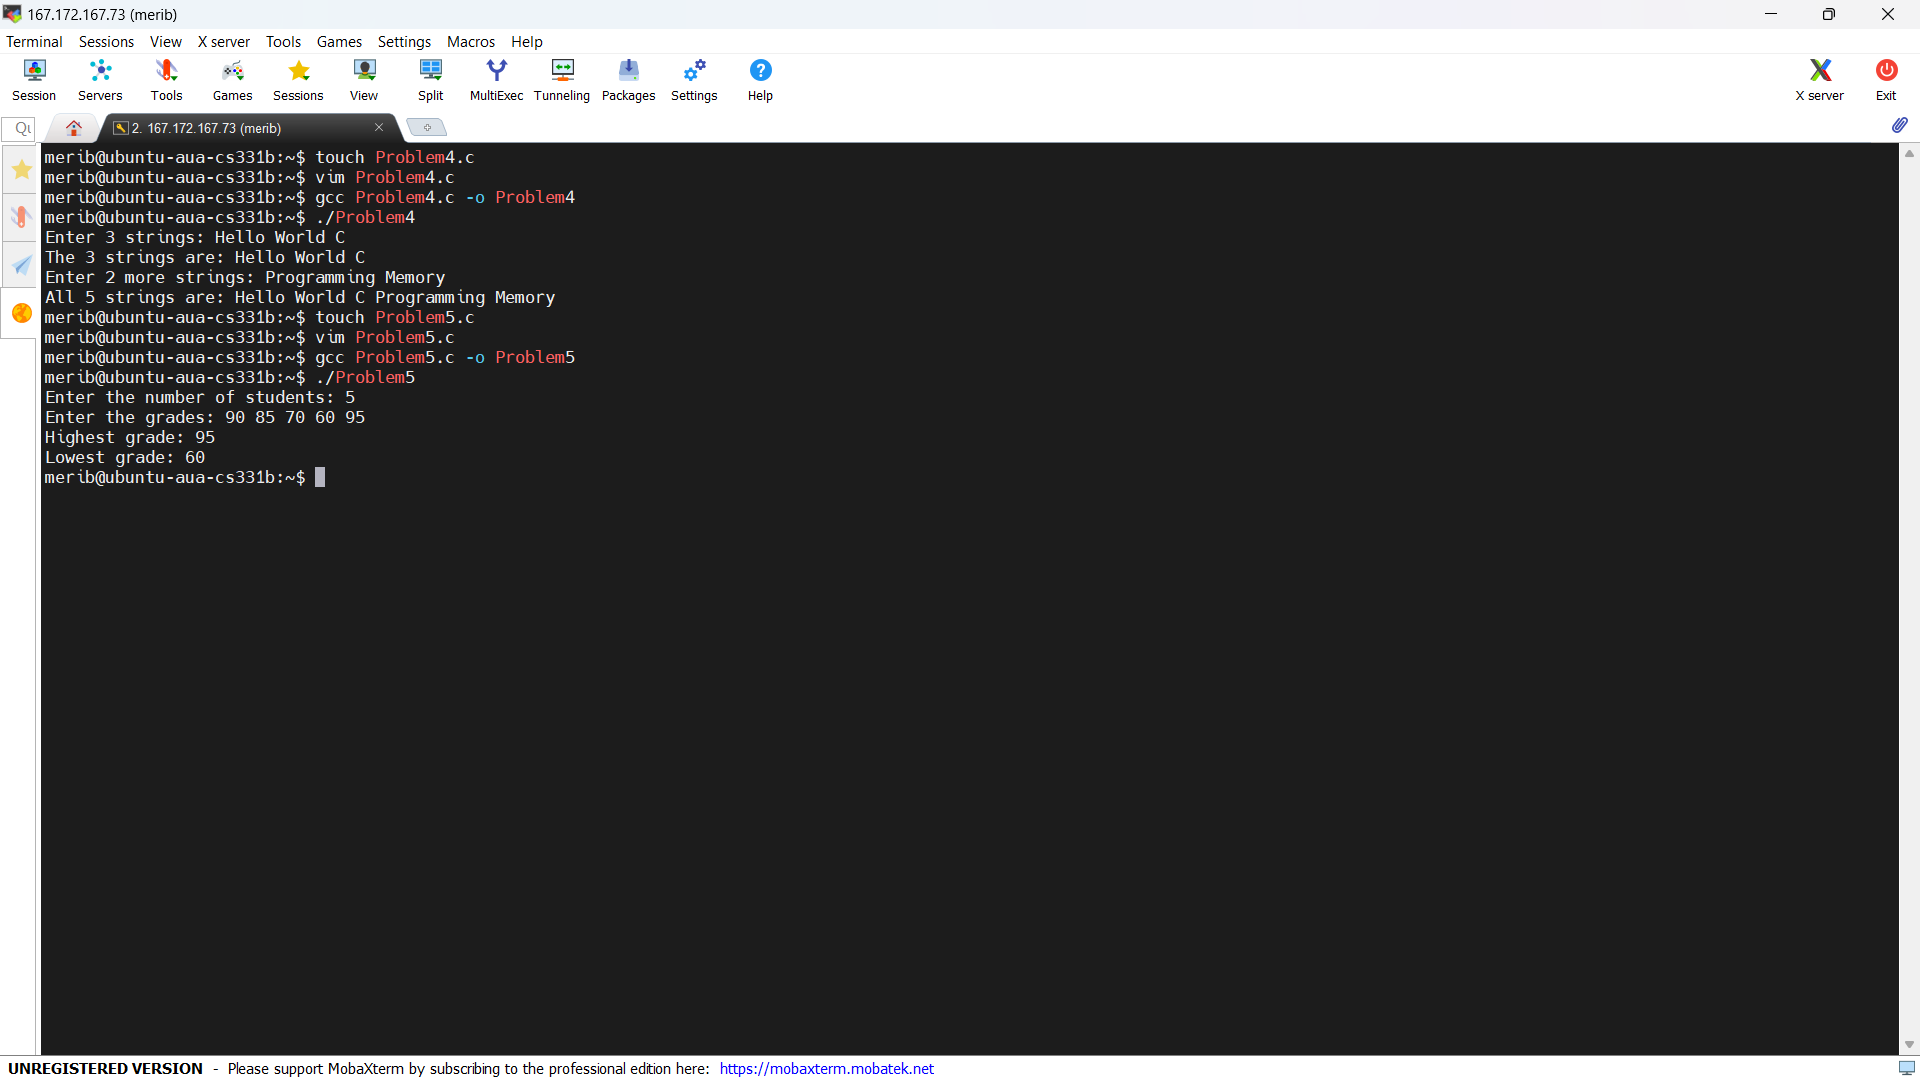 167.172.167.73 (merib)
Terminal Sessions View X server Tools Games Settings Macros Help
Session Servers Tools Games Sessions View Split MultiExec Tunneling Packages Settings Help X server Exit
2. 167.172.167.73 (merib)
merib@ubuntu-aua-cs331b:~$ touch Problem4.c
merib@ubuntu-aua-cs331b:~$ vim Problem4.c
merib@ubuntu-aua-cs331b:~$ gcc Problem4.c -o Problem4
merib@ubuntu-aua-cs331b:~$ ./Problem4
Enter 3 strings: Hello World C
The 3 strings are: Hello World C
Enter 2 more strings: Programming Memory
All 5 strings are: Hello World C Programming Memory
merib@ubuntu-aua-cs331b:~$ touch Problem5.c
merib@ubuntu-aua-cs331b:~$ vim Problem5.c
merib@ubuntu-aua-cs331b:~$ gcc Problem5.c -o Problem5
merib@ubuntu-aua-cs331b:~$ ./Problem5
Enter the number of students: 5
Enter the grades: 90 85 70 60 95
Highest grade: 95
Lowest grade: 60
merib@ubuntu-aua-cs331b:~$
UNREGISTERED VERSION - Please support MobaXterm by subscribing to the professional edition here: https://mobaxterm.mobatek.net